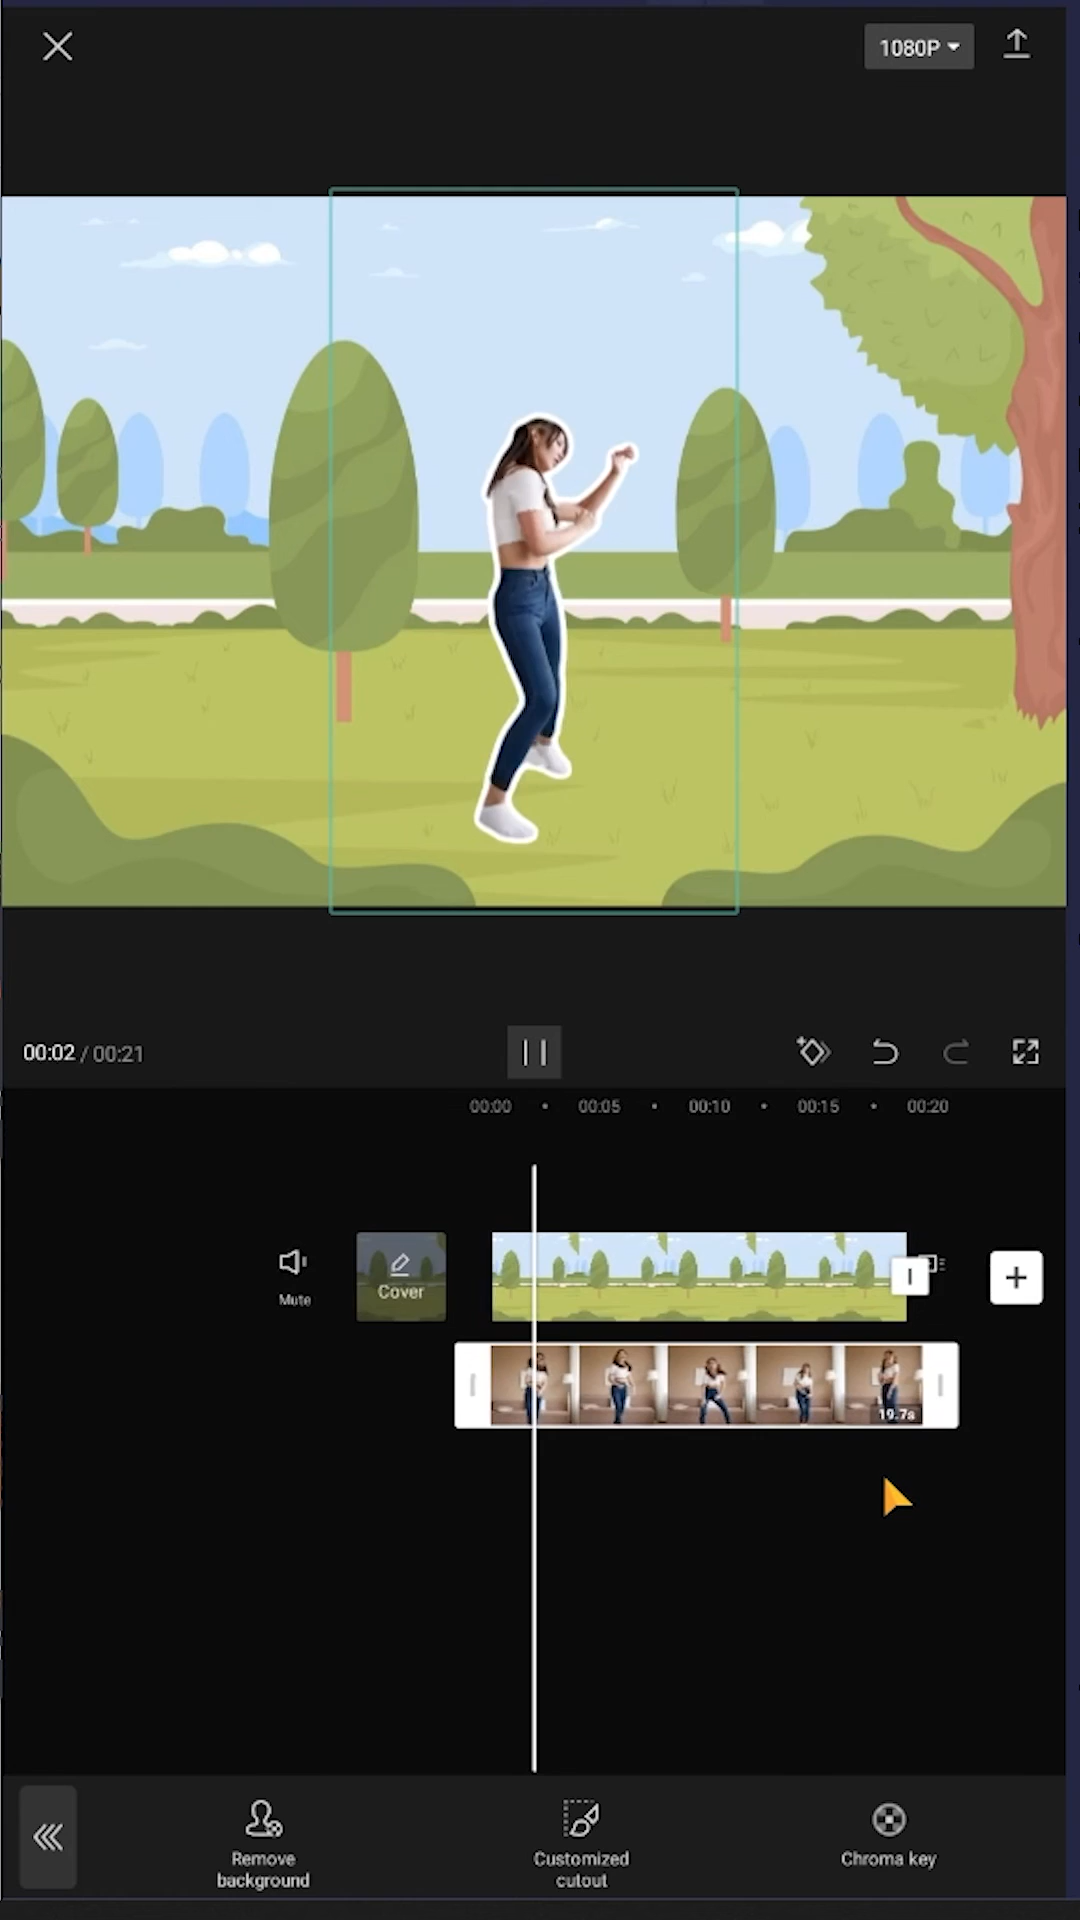 1080P
00:02 / 00:21
00:00 • 00:05 • 00:10 • 00:15 • 00:20
Mute
Cover
19.7s
Remove
background
Customized
cutout
Chroma key